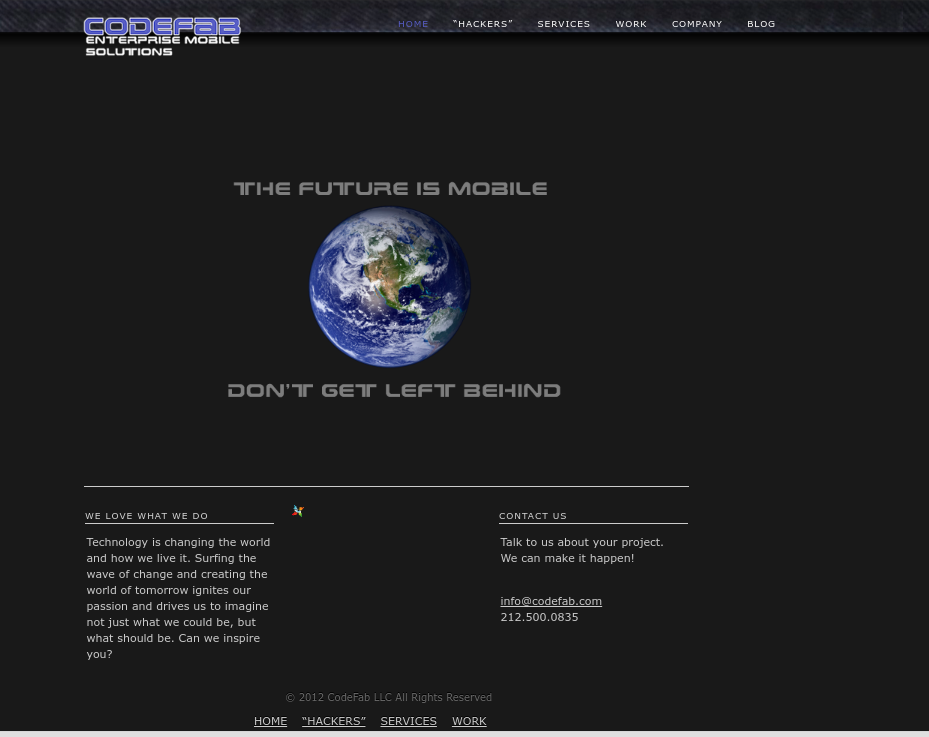 CODEFAB
ENTERPRISE MOBILE
SOLUTIONS
HOME "HACKERS" SERVICES WORK COMPANY BLOG
THE FUTURE IS MOBILE
DON'T GET LEFT BEHIND
WE LOVE WHAT WE DO
Technology is changing the world
and how we live it. Surfing the
wave of change and creating the
world of tomorrow ignites our
passion and drives us to imagine
not just what we could be, but
what should be. Can we inspire
you?
CONTACT US
Talk to us about your project.
We can make it happen!
info@codefab.com
212.500.0835
© 2012 CodeFab LLC All Rights Reserved
HOME "HACKERS" SERVICES WORK